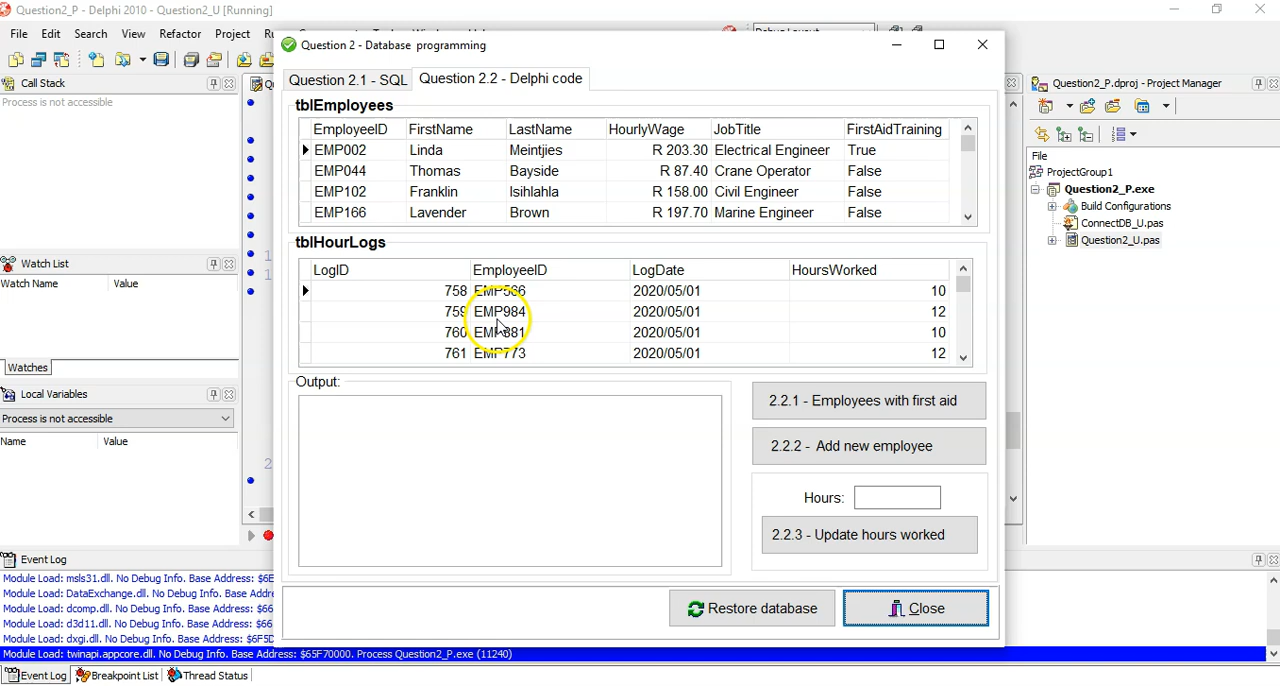 Question2_P - Delphi 2010 - Question2_U [Running]
File Edit Search View Refactor Project
Call Stack
Process is not accessible
Watch List
Watch Name Value
Watches
Local Variables
Process is not accessible
Name Value
Question 2 - Database programming
Question 2.1 - SQL Question 2.2 - Delphi code
tblEmployees
EmployeeID FirstName LastName HourlyWage JobTitle FirstAidTraining
EMP002 Linda Meintjies R 203.30 Electrical Engineer True
EMP044 Thomas Bayside R 87.40 Crane Operator False
EMP102 Franklin Isihlahla R 158.00 Civil Engineer False
EMP166 Lavender Brown R 197.70 Marine Engineer False
tblHourLogs
LogID EmployeeID LogDate HoursWorked
758 EMP566 2020/05/01 10
759 EMP984 2020/05/01 12
760 2020/05/01 10
761 EMP773 2020/05/01 12
Output:
2.2.1 - Employees with first aid
2.2.2 - Add new employee
Hours:
2.2.3 - Update hours worked
Restore database Close
Question2_P.dproj - Project Manager
File
ProjectGroup1
Question2_P.exe
Build Configurations
ConnectDB_U.pas
Question2_U.pas
Event Log
Module Load: msls31.dll. No Debug Info. Base Address: $6E
Module Load: DataExchange.dll. No Debug Info. Base Addre
Module Load: dcomp.dll. No Debug Info. Base Address: $66
Module Load: d3d11.dll. No Debug Info. Base Address: $66
Module Load: dxgi.dll. No Debug Info. Base Address: $6F5D
Module Load: twinapi.appcore.dll. No Debug Info. Base Address: $65F70000. Process Question2_P.exe (11240)
Event Log Breakpoint List Thread Status